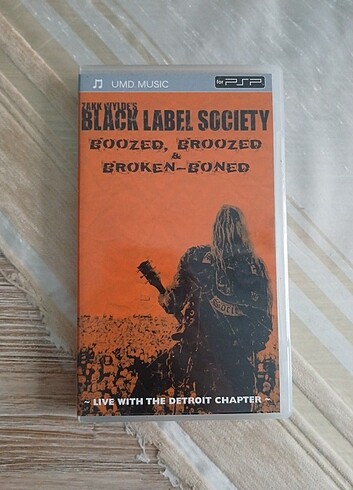 UMD MUSIC
for PSP
ZAKK WYLDE'S
BLACK LABEL SOCIETY
BOOZED, BROOZED
&
BROKEN-BONED
~ LIVE WITH THE DETROIT CHAPTER ~